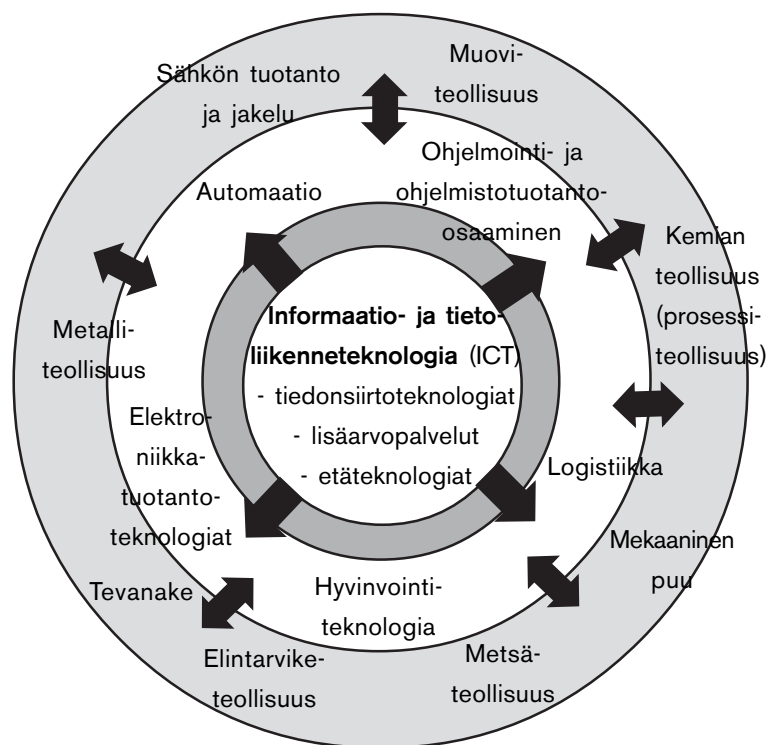 Sähkön tuotanto
ja jakelu
Muovi-
teollisuus
Ohjelmointi- ja
ohjelmistotuotanto-
osaaminen
Automaatio
Kemian
teollisuus
(prosessi-
teollisuus)
Metalli-
teollisuus
Informaatio- ja tieto-
liikenneteknologia (ICT)
- tiedonsiirtoteknologiat
- lisäarvopalvelut
- etäteknologiat
Elektro-
niikka-
tuotanto-
teknologiat
Logistiikka
Mekaaninen
puu
Tevanake
Hyvinvointi-
teknologia
Elintarvike-
teollisuus
Metsä-
teollisuus